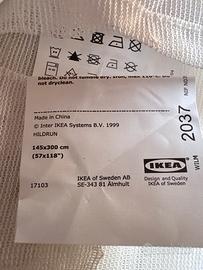 bleach. Do not tumble dry. Iron, max 110°C. Do
not dryclean.
Made in China
© Inter IKEA Systems B.V. 1999
HILDRUN
145x300 cm
(57x118")
17103
IKEA of Sweden AB
SE-343 81 Älmhult
2037
IKEA
Design and Quality
IKEA of Sweden